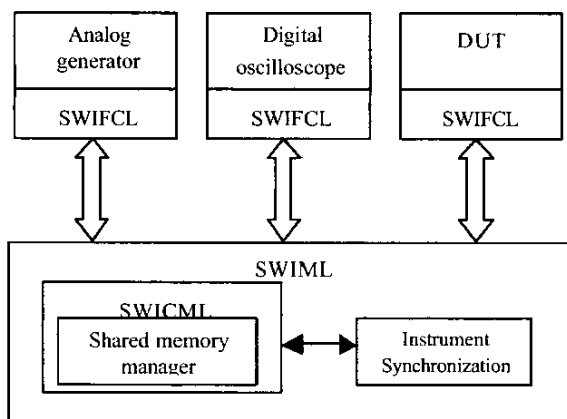 Analog
generator
SWIFCL
Digital
oscilloscope
SWIFCL
DUT
SWIFCL
SWIML
SWICML
Shared memory
manager
Instrument
Synchronization